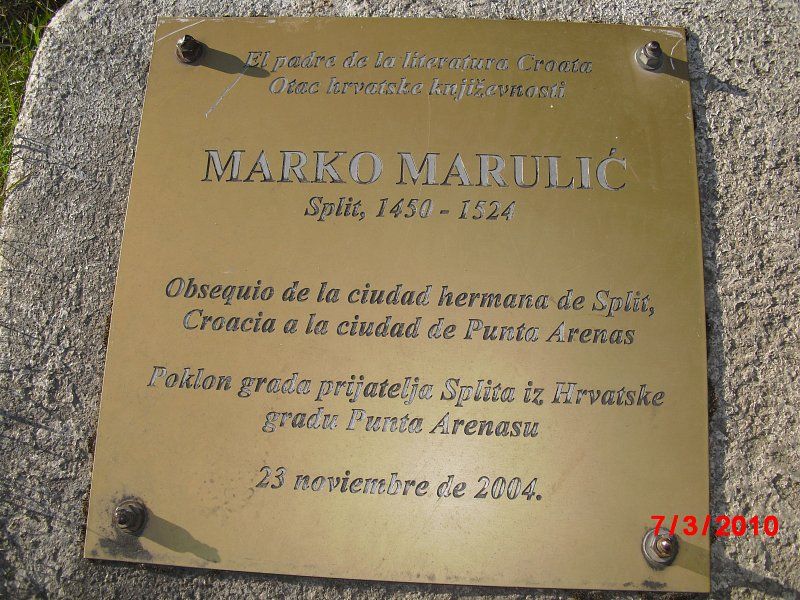 El padre de la literatura Croata
Otac hrvatske književnosti
MARKO MARULIĆ
Split, 1450 - 1524
Obsequio de la ciudad hermana de Split,
Croacia a la ciudad de Punta Arenas
Poklon grada prijatelja Splita iz Hrvatske
gradu Punta Arenasu
23 noviembre de 2004.
7/3/2010